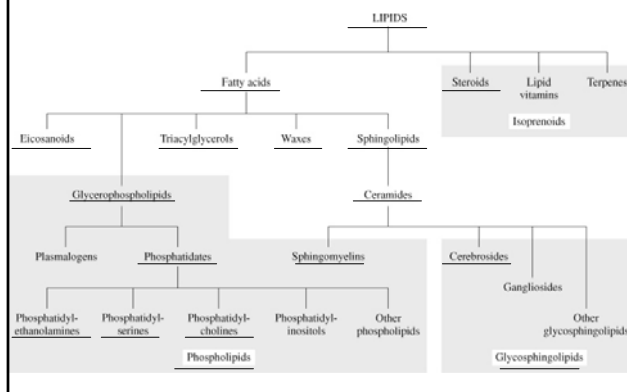 LIPIDS
Fatty acids
Steroids
Lipid
vitamins
Terpenes
Isoprenoids
Eicosanoids
Triacylglycerols
Waxes
Sphingolipids
Glycerophospholipids
Ceramides
Plasmalogens
Phosphatidates
Sphingomyelins
Cerebrosides
Gangliosides
Phosphatidyl-
ethanolamines
Phosphatidyl-
serines
Phosphatidyl-
cholines
Phosphatidyl-
inositols
Other
phospholipids
Other
glycosphingolipids
Phospholipids
Glycosphingolipids